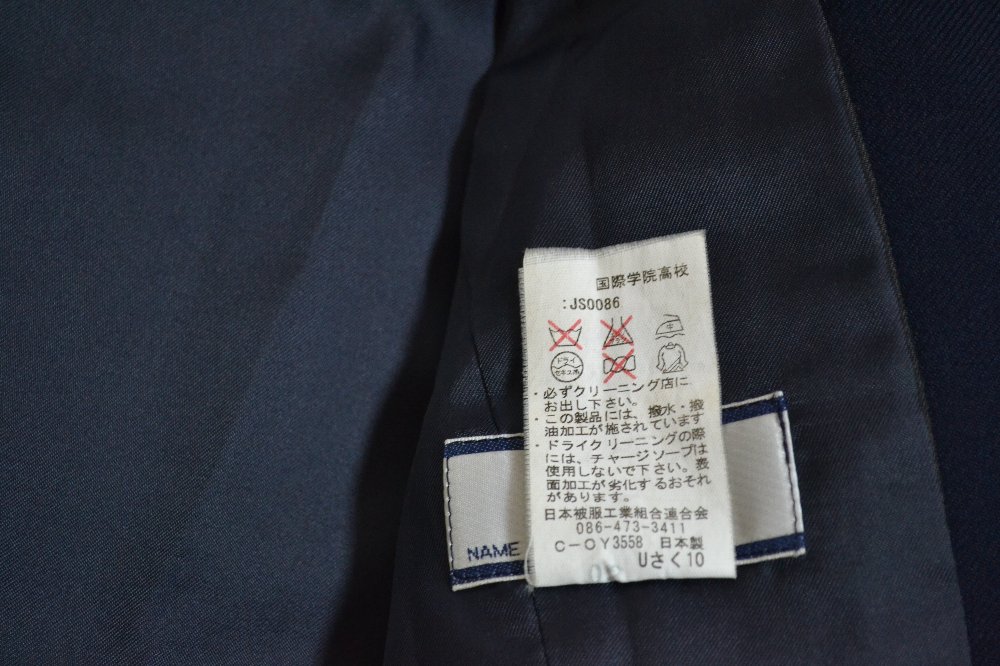 国際学院高校
:JS0086
中
ドライ
セキユ系
・必ずクリーニング店に
お出し下さい。
・この製品には、撥水・撥
油加工が施されています
・ドライクリーニングの際
には、チャージソープは
使用しないで下さい。表
面加工が劣化するおそれ
があります。
日本被服工業組合連合会
086-473-3411
C-OY3558 日本製
Uさく10
NAME